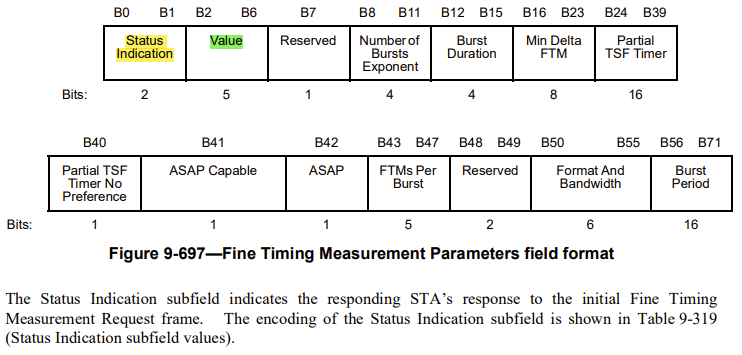 B0 B1 B2 B6 B7 B8 B11 B12 B15 B16 B23 B24 B39
Status Value Reserved Number of Burst Min Delta Partial
Indication Bursts Duration FTM TSF Timer
Exponent
Bits: 2 5 1 4 4 8 16
B40 B41 B42 B43 B47 B48 B49 B50 B55 B56 B71
Partial TSF ASAP Capable ASAP FTMs Per Reserved Format And Burst
Timer No Burst Bandwidth Period
Preference
Bits: 1 1 1 5 2 6 16
Figure 9-697—Fine Timing Measurement Parameters field format
The Status Indication subfield indicates the responding STA's response to the initial Fine Timing
Measurement Request frame. The encoding of the Status Indication subfield is shown in Table 9-319
(Status Indication subfield values).